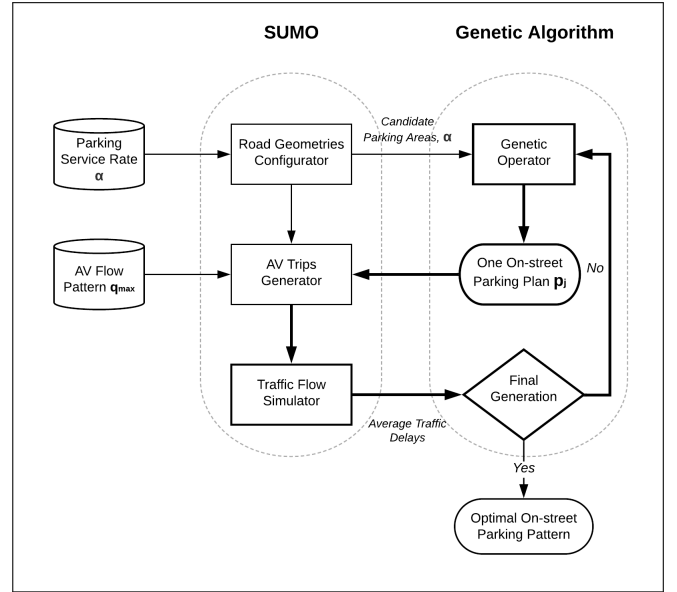 SUMO
Genetic Algorithm
Parking
Service Rate
α
Road Geometries
Configurator
Candidate
Parking Areas, α
Genetic
Operator
AV Flow
Pattern qmax
AV Trips
Generator
One On-street
Parking Plan pj
No
Traffic Flow
Simulator
Average Traffic
Delays
Final
Generation
Yes
Optimal On-street
Parking Pattern